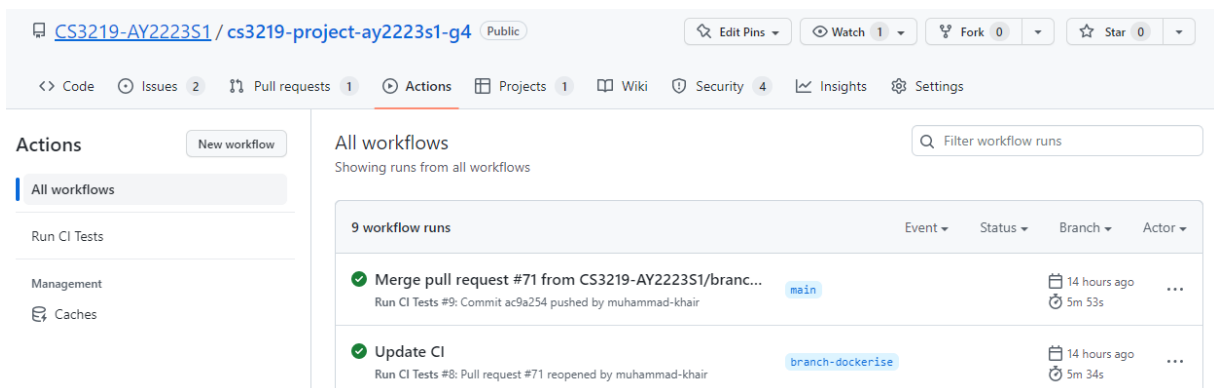 CS3219-AY2223S1 / cs3219-project-ay2223s1-g4 Public Edit Pins Watch 1 Fork 0 Star 0
Code Issues 2 Pull requests 1 Actions Projects 1 Wiki Security 4 Insights Settings
Actions New workflow
All workflows
Run CI Tests
Management
Caches
All workflows
Showing runs from all workflows
Filter workflow runs
9 workflow runs Event Status Branch Actor
Merge pull request #71 from CS3219-AY2223S1/branc... main 14 hours ago
Run CI Tests #9: Commit ac9a254 pushed by muhammad-khair 5m 53s
Update CI branch-dockerise 14 hours ago
Run CI Tests #8: Pull request #71 reopened by muhammad-khair 5m 34s